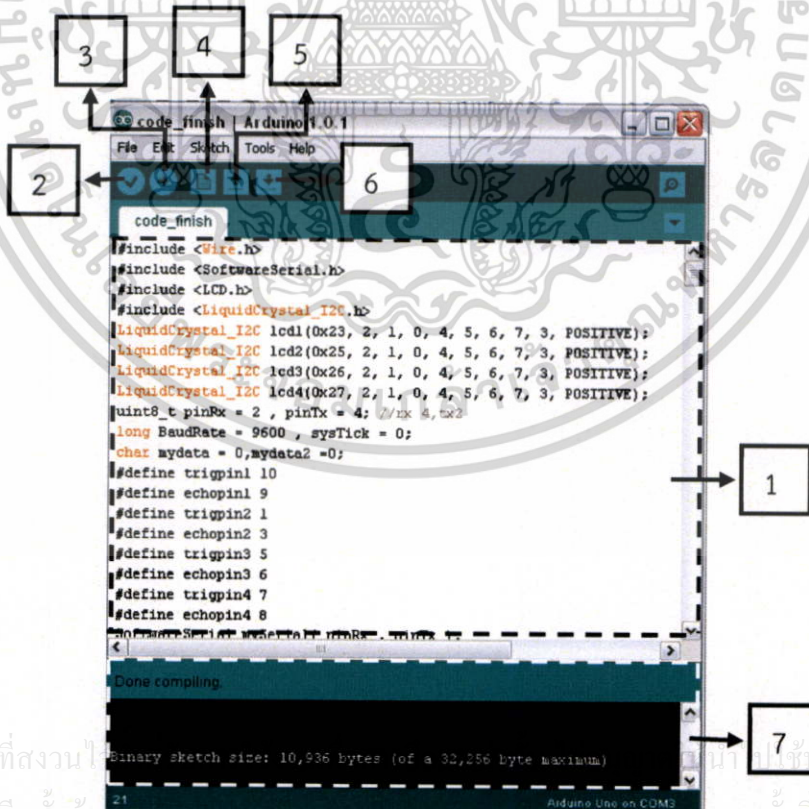 3
4
5
code_finish | Arduino 1.0.1
File Edit Sketch Tools Help
2
6
code_finish
#include <Wire.h>
#include <SoftwareSerial.h>
#include <LCD.h>
#include <LiquidCrystal_I2C.h>
LiquidCrystal_I2C lcd1(0x23, 2, 1, 0, 4, 5, 6, 7, 3, POSITIVE);
LiquidCrystal_I2C lcd2(0x25, 2, 1, 0, 4, 5, 6, 7, 3, POSITIVE);
LiquidCrystal_I2C lcd3(0x26, 2, 1, 0, 4, 5, 6, 7, 3, POSITIVE);
LiquidCrystal_I2C lcd4(0x27, 2, 1, 0, 4, 5, 6, 7, 3, POSITIVE);
uint8_t pinRx = 2 , pinTx = 4; //rx 4,tx2
long BaudRate = 9600 , sysTick = 0;
char mydata = 0,mydata2 =0;
#define trigpin1 10
1
#define echopin1 9
#define trigpin2 1
#define echopin2 3
#define trigpin3 5
#define echopin3 6
#define trigpin4 7
#define echopin4 8
Done compiling.
7
Binary sketch size: 10,936 bytes (of a 32,256 byte maximum)
21
Arduino Uno on COM3